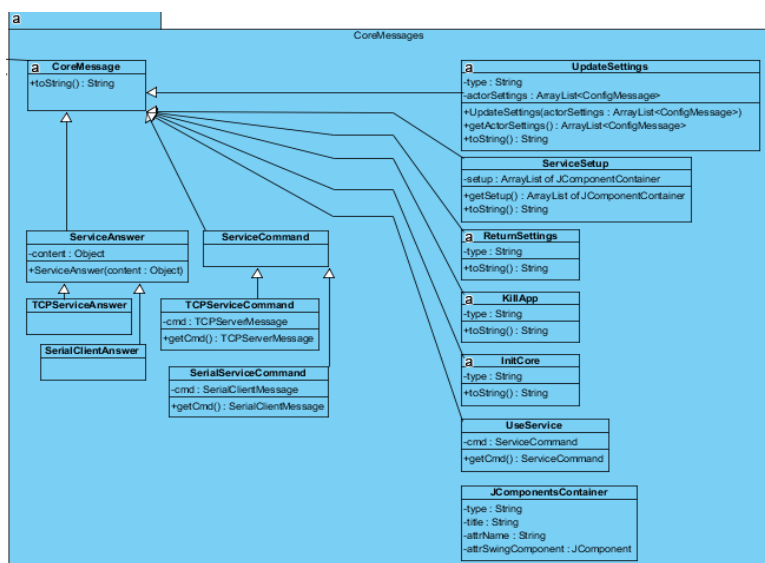 a
CoreMessages
a CoreMessage
+toString() : String
a UpdateSettings
-type : String
-actorSettings : ArrayList<ConfigMessage>
+UpdateSettings(actorSettings : ArrayList<ConfigMessage>)
+getActorSettings() : ArrayList<ConfigMessage>
+toString() : String
ServiceSetup
-setup : ArrayList of JComponentContainer
+getSetup() : ArrayList of JComponentContainer
+toString() : String
a ReturnSettings
-type : String
+toString() : String
a KillApp
-type : String
+toString() : String
a InitCore
-type : String
+toString() : String
UseService
-cmd : ServiceCommand
+getCmd() : ServiceCommand
JComponentsContainer
-type : String
-title : String
-attrName : String
-attrSwingComponent : JComponent
ServiceAnswer
-content : Object
+ServiceAnswer(content : Object)
ServiceCommand
TCPServiceAnswer
SerialClientAnswer
TCPServiceCommand
-cmd : TCPServerMessage
+getCmd() : TCPServerMessage
SerialServiceCommand
-cmd : SerialClientMessage
+getCmd() : SerialClientMessage